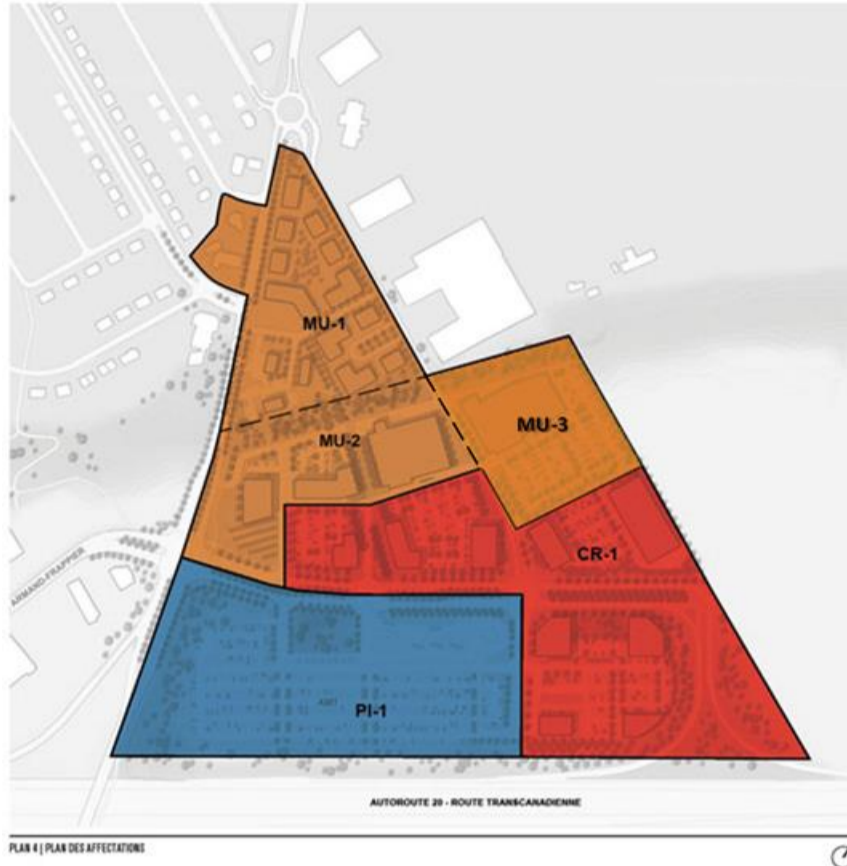 MU-1
MU-3
MU-2
CR-1
ARMAND-FRAPPIER
PI-1
AUTOROUTE 20 - ROUTE TRANSCANADIENNE
PLAN 4 | PLAN DES AFFECTATIONS